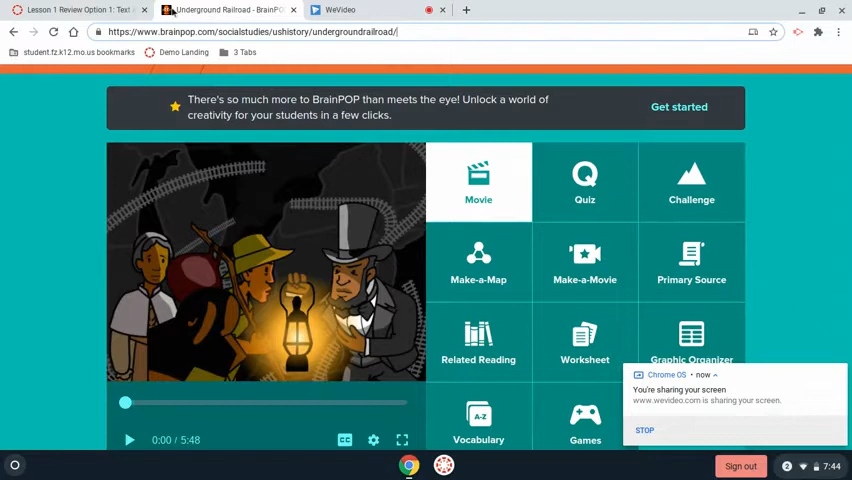 Lesson 1 Review Option 1: Text
Underground Railroad - BrainPO
WeVideo
https://www.brainpop.com/socialstudies/ushistory/undergroundrailroad/
student.fz.k12.mo.us bookmarks
Demo Landing
3 Tabs
There's so much more to BrainPOP than meets the eye! Unlock a world of
creativity for your students in a few clicks.
Get started
Movie
Quiz
Challenge
Make-a-Map
Make-a-Movie
Primary Source
Related Reading
Worksheet
Graphic Organizer
Chrome OS • now
You're sharing your screen
www.wevideo.com is sharing your screen.
STOP
A-Z
Vocabulary
Games
0:00 / 5:48
CC
Sign out
2
7:44